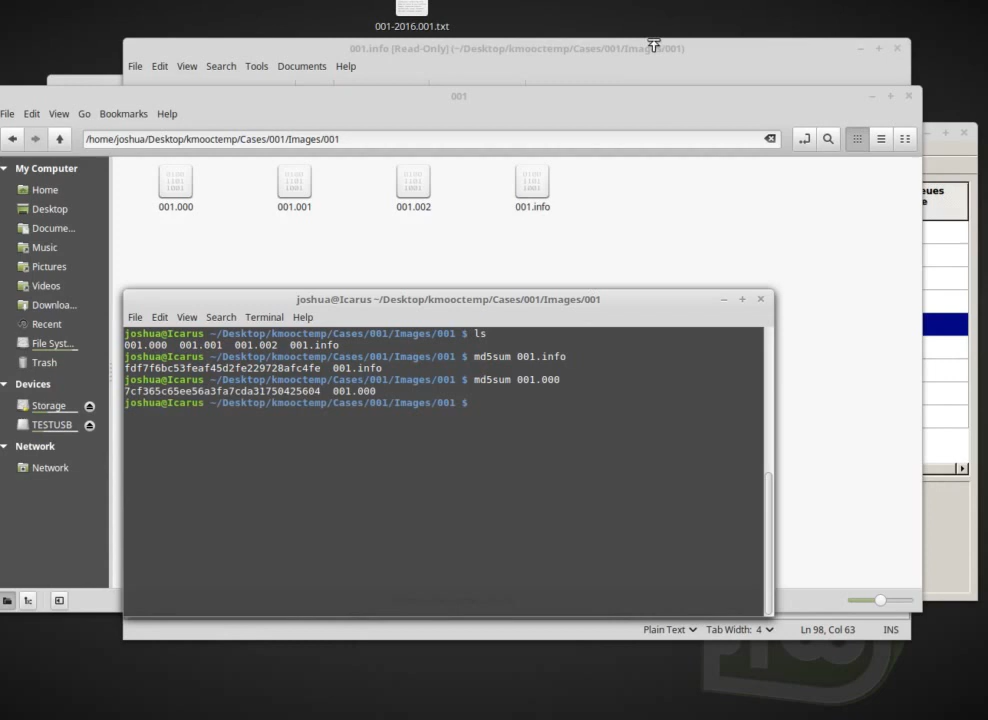 001-2016.001.txt
001.info [Read-Only] (~/Desktop/kmooctemp/Cases/001/Images/001)
File Edit View Search Tools Documents Help
001
File Edit View Go Bookmarks Help
/home/joshua/Desktop/kmooctemp/Cases/001/Images/001
My Computer
Home
Desktop
Docume...
Music
Pictures
Videos
Downloa...
Recent
File Syst...
Trash
Devices
Storage
TESTUSB
Network
Network
001.000 001.001 001.002 001.info
joshua@Icarus ~/Desktop/kmooctemp/Cases/001/Images/001
File Edit View Search Terminal Help
joshua@Icarus ~/Desktop/kmooctemp/Cases/001/Images/001 $ ls
001.000 001.001 001.002 001.info
joshua@Icarus ~/Desktop/kmooctemp/Cases/001/Images/001 $ md5sum 001.info
fdf7f6bc53feaf45d2fe229728afc4fe 001.info
joshua@Icarus ~/Desktop/kmooctemp/Cases/001/Images/001 $ md5sum 001.000
7cf365c65ee56a3fa7cda31750425604 001.000
joshua@Icarus ~/Desktop/kmooctemp/Cases/001/Images/001 $
Plain Text Tab Width: 4 Ln 98, Col 63 INS